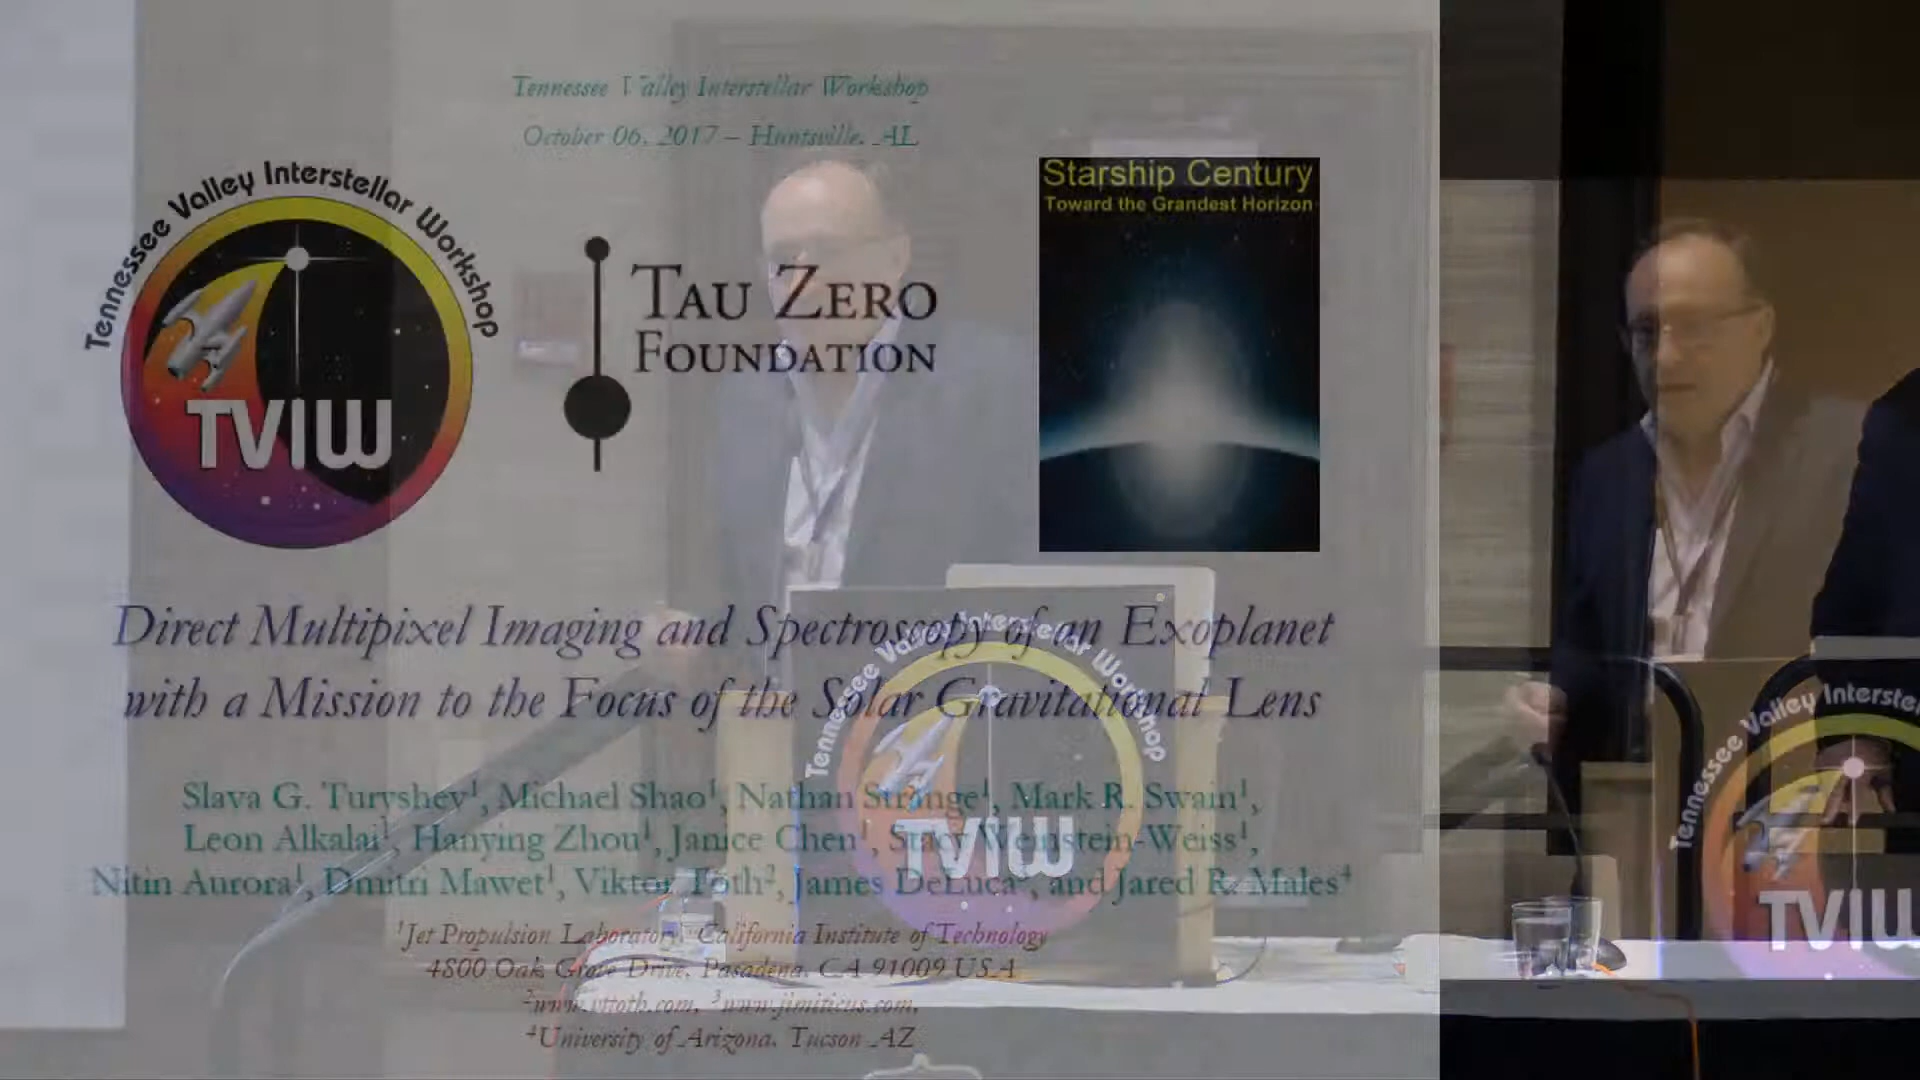 Tennessee Valley Interstellar Workshop
October 06, 2017 – Huntsville, AL
Tennessee Valley Interstellar Workshop
TVIW
TAU ZERO
FOUNDATION
Starship Century
Toward the Grandest Horizon
Direct Multipixel Imaging and Spectroscopy of an Exoplanet
with a Mission to the Focus of the Solar Gravitational Lens
Slava G. Turyshev¹, Michael Shao¹, Nathan Strange¹, Mark R. Swain¹,
Leon Alkalai¹, Hanying Zhou¹, Janice Chen¹, Stacy Weinstein-Weiss¹,
Nitin Aurora¹, Dmitri Mawet¹, Viktor Toth², James DeLuca³, and Jared R. Males⁴
¹Jet Propulsion Laboratory, California Institute of Technology
4800 Oak Grove Drive, Pasadena, CA 91009 USA
²www.vttoth.com, ³www.jimiticus.com,
⁴University of Arizona, Tucson AZ
Tennessee Valley Interstellar Workshop
TVIW
Tennessee Valley Interstellar
TVIW